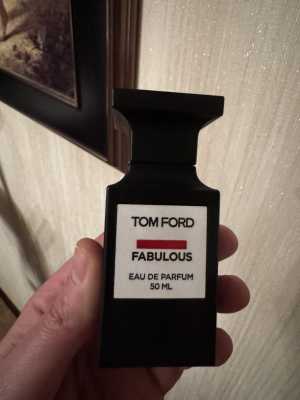 TOM FORD
FABULOUS
EAU DE PARFUM
50 ML